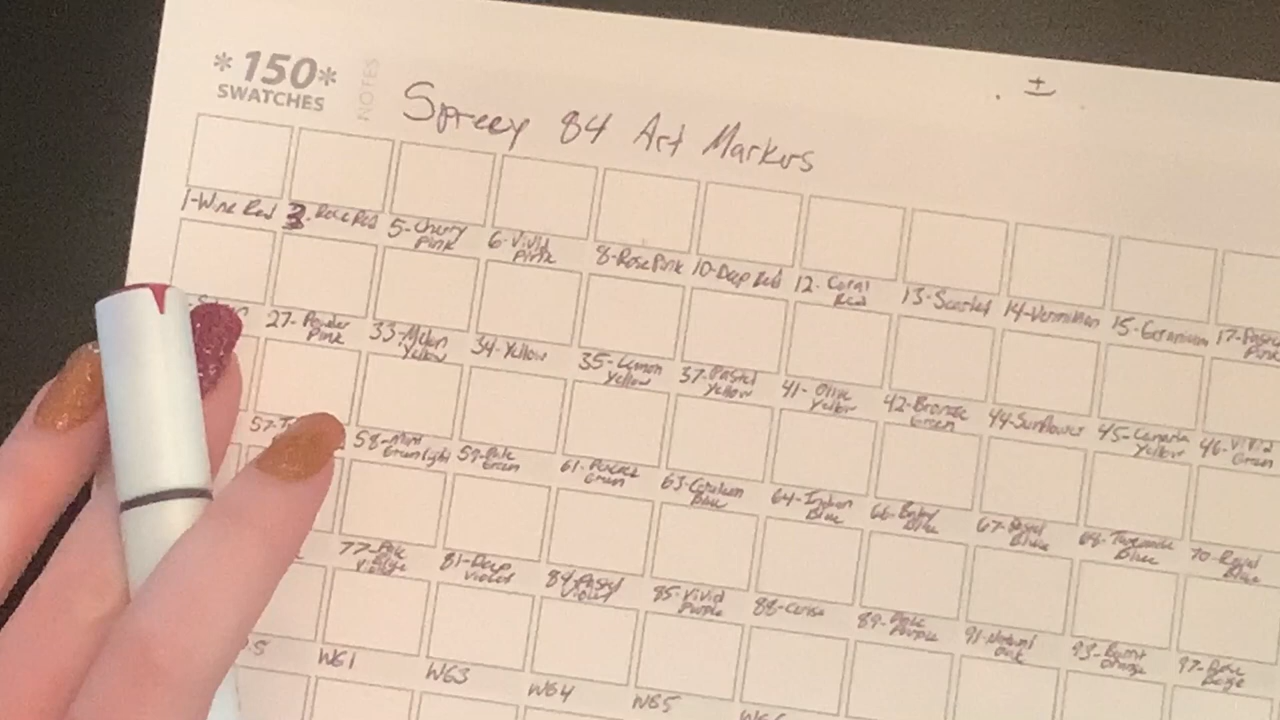 *150*
SWATCHES
NOTES
Spreey 84 Art Markers
±
1-Wine Red 3-Rose Red 5-Cherry Pink 6-Vivid Pink 8-Rose Pink 10-Deep Red 12-Coral Red 13-Scarlet 14-Vermillion 15-Geranium 17-Pastel Pink
27-Powder Pink 33-Melon Yellow 34-Yellow 35-Lemon Yellow 37-Pastel Yellow 41-Olive Yellow 42-Bronze Green 44-Sunflower 45-Canaria Yellow 46-Vivid Green
57- 58-Mint Green light 59-Pale Green 61-Peacock Green 63-Cerulean Blue 64-Indian Blue 66-Baby Blue 67-Pastel Blue 68-Turquoise Blue 70-Royal Blue
77-Pale 81-Deep Violet 84-Pastel Violet 85-Vivid Purple 88- 89-Pale Purple 91-Natural Oak 93-Burnt Orange 97-Rose Beige
WG1 WG3 WG4 WG5